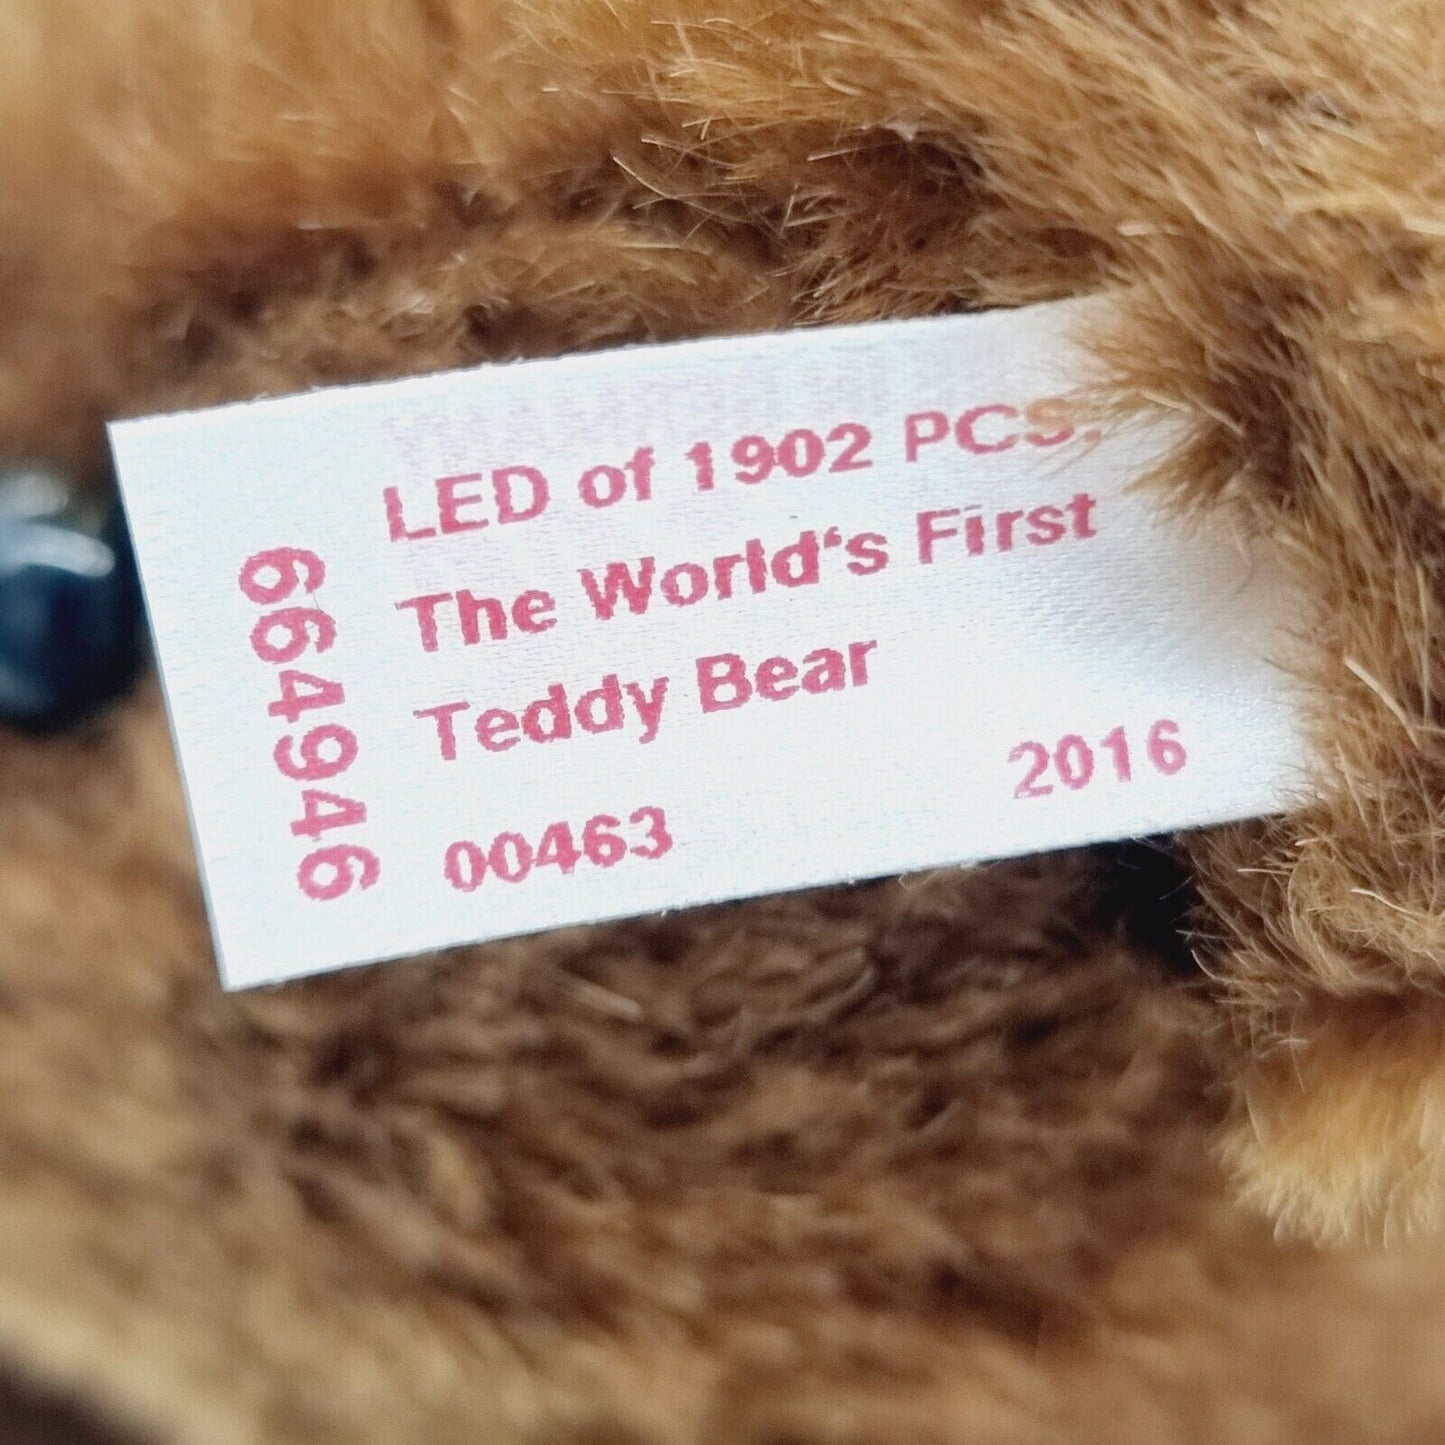 LED of 1902 PCS.
The World‘s First
Teddy Bear
00463 2016
664946